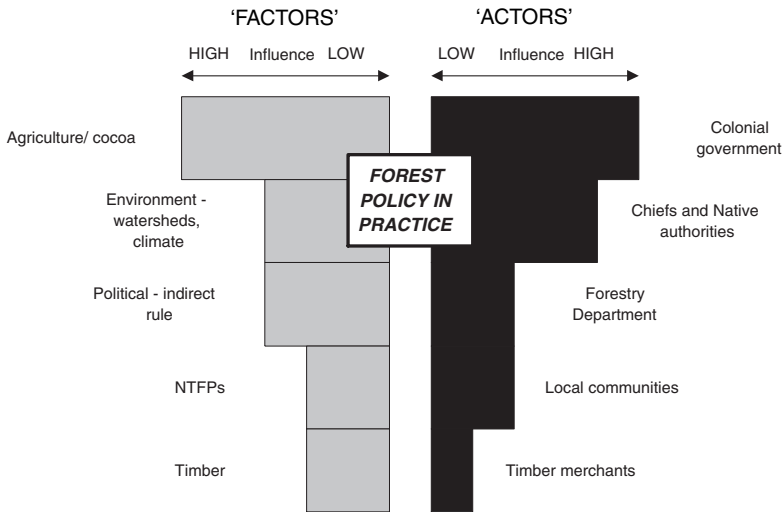 'FACTORS'
'ACTORS'
HIGH Influence LOW
LOW Influence HIGH
Agriculture/ cocoa
Colonial
government
FOREST
POLICY IN
PRACTICE
Environment -
watersheds,
climate
Chiefs and Native
authorities
Political - indirect
rule
Forestry
Department
NTFPs
Local communities
Timber
Timber merchants